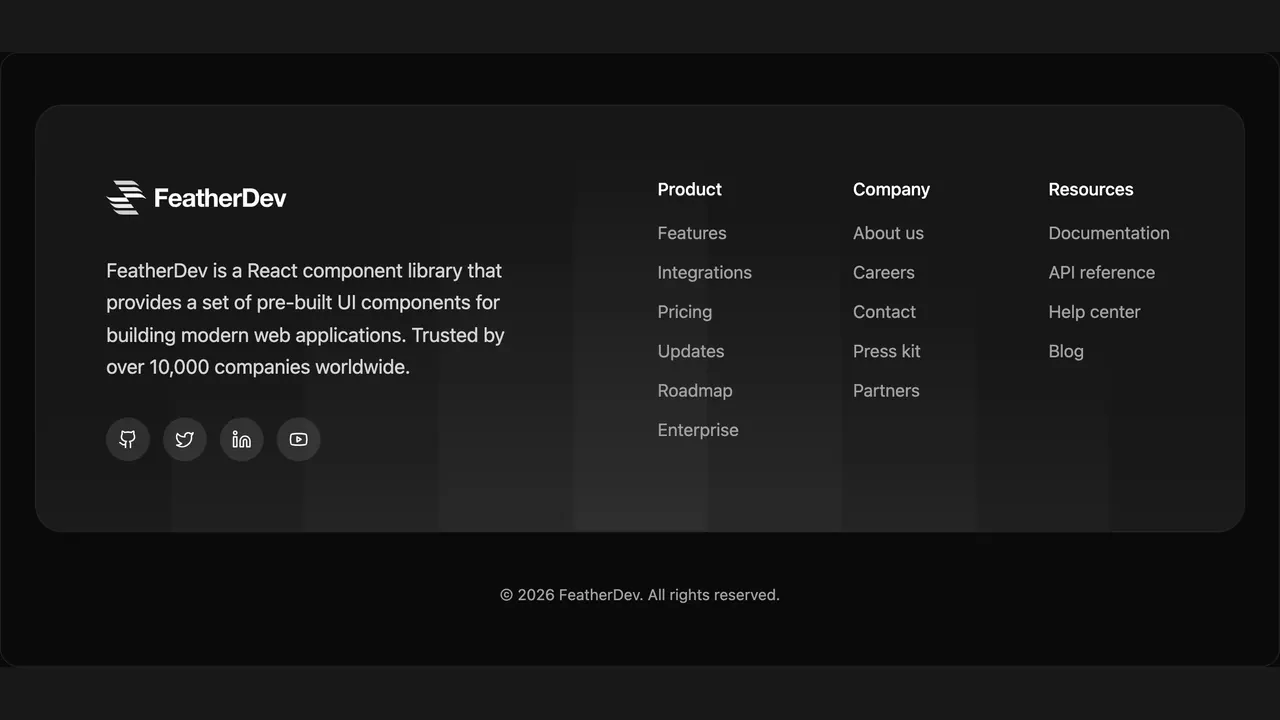 FeatherDev
FeatherDev is a React component library that
provides a set of pre-built UI components for
building modern web applications. Trusted by
over 10,000 companies worldwide.
Product
Features
Integrations
Pricing
Updates
Roadmap
Enterprise
Company
About us
Careers
Contact
Press kit
Partners
Resources
Documentation
API reference
Help center
Blog
© 2026 FeatherDev. All rights reserved.